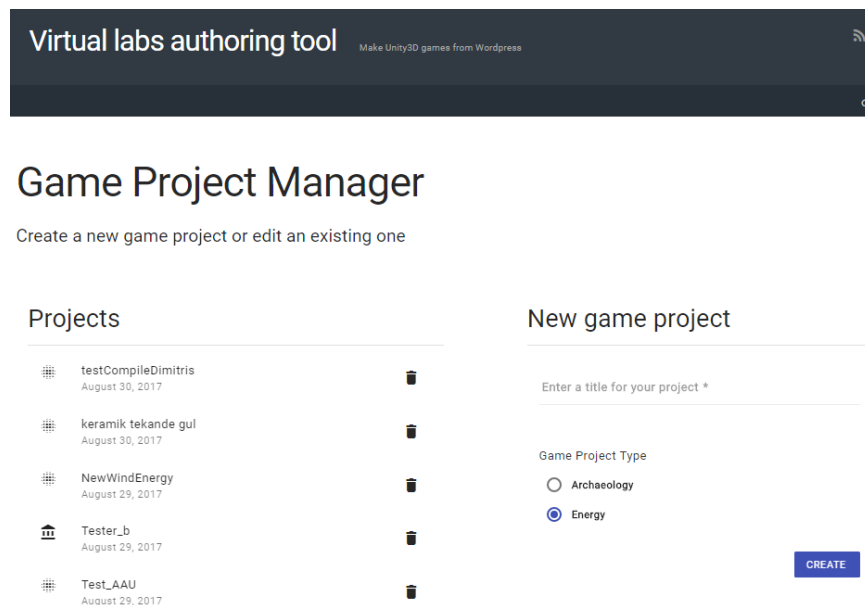 Virtual labs authoring tool Make Unity3D games from Wordpress
Game Project Manager
Create a new game project or edit an existing one
Projects
testCompileDimitris
August 30, 2017
keramik tekande gul
August 30, 2017
NewWindEnergy
August 29, 2017
Tester_b
August 29, 2017
Test_AAU
August 29, 2017
New game project
Enter a title for your project *
Game Project Type
Archaeology
Energy
CREATE